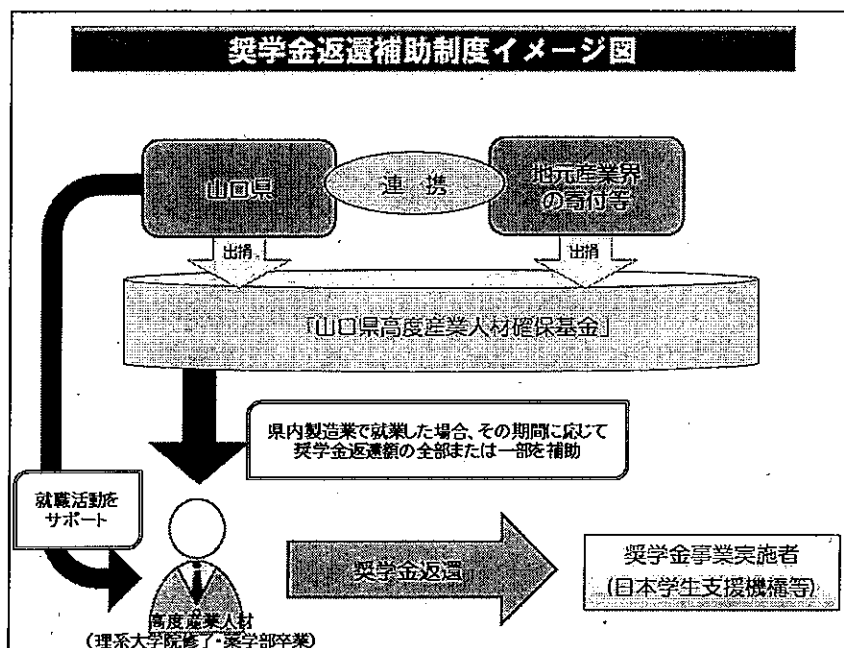 奨学金返還補助制度イメージ図
山口県
連携
地元産業界
の寄付等
出捐
出捐
「山口県高度産業人材確保基金」
県内製造業で就業した場合、その期間に応じて
奨学金返還額の全部または一部を補助
就職活動を
サポート
奨学金返還
奨学金事業実施者
(日本学生支援機構等)
高度産業人材
(理系大学院修了・薬学部卒業)